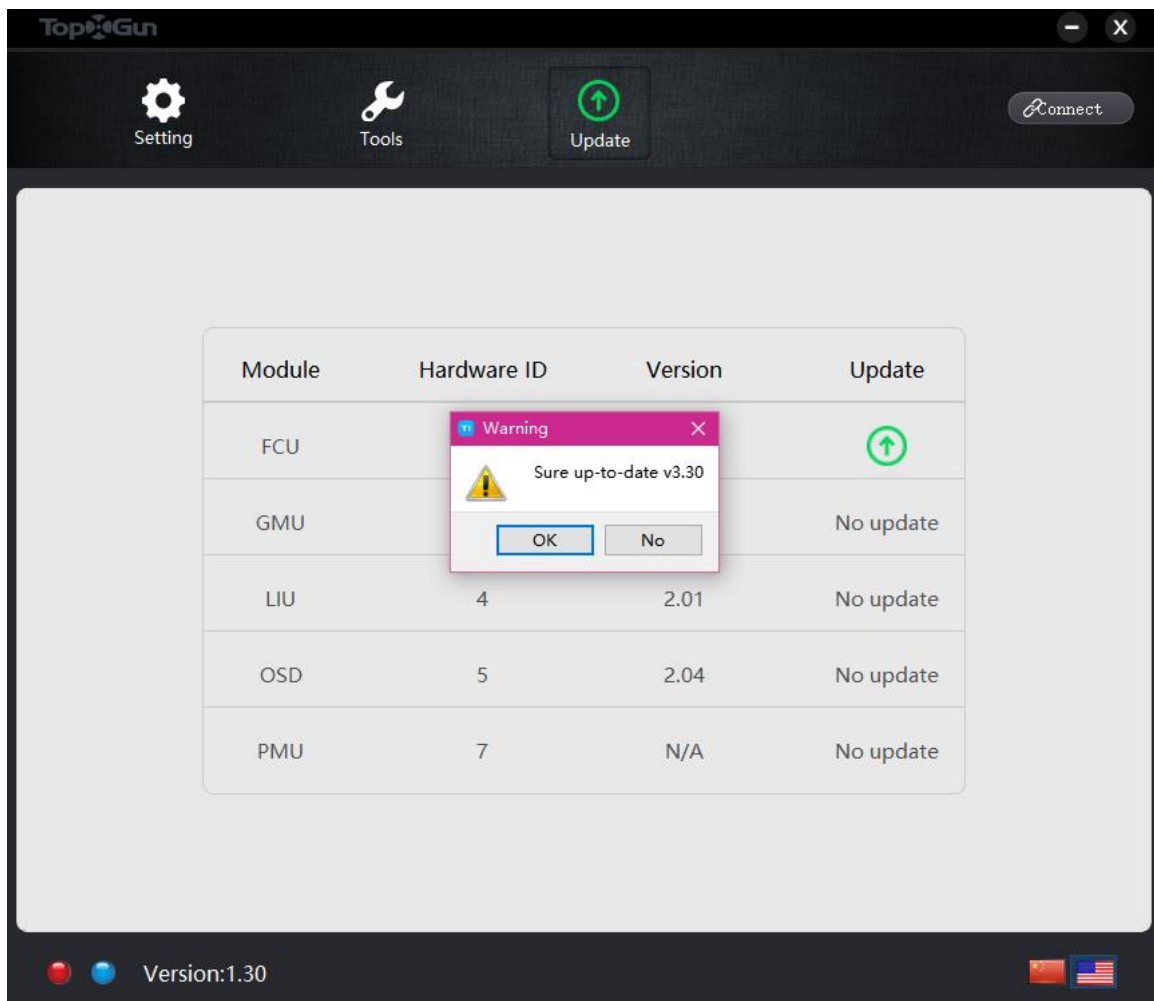 TopGun
Setting
Tools
Update
Connect
Module Hardware ID Version Update
FCU
GMU No update
LIU 4 2.01 No update
OSD 5 2.04 No update
PMU 7 N/A No update
Warning
Sure up-to-date v3.30
OK No
Version:1.30